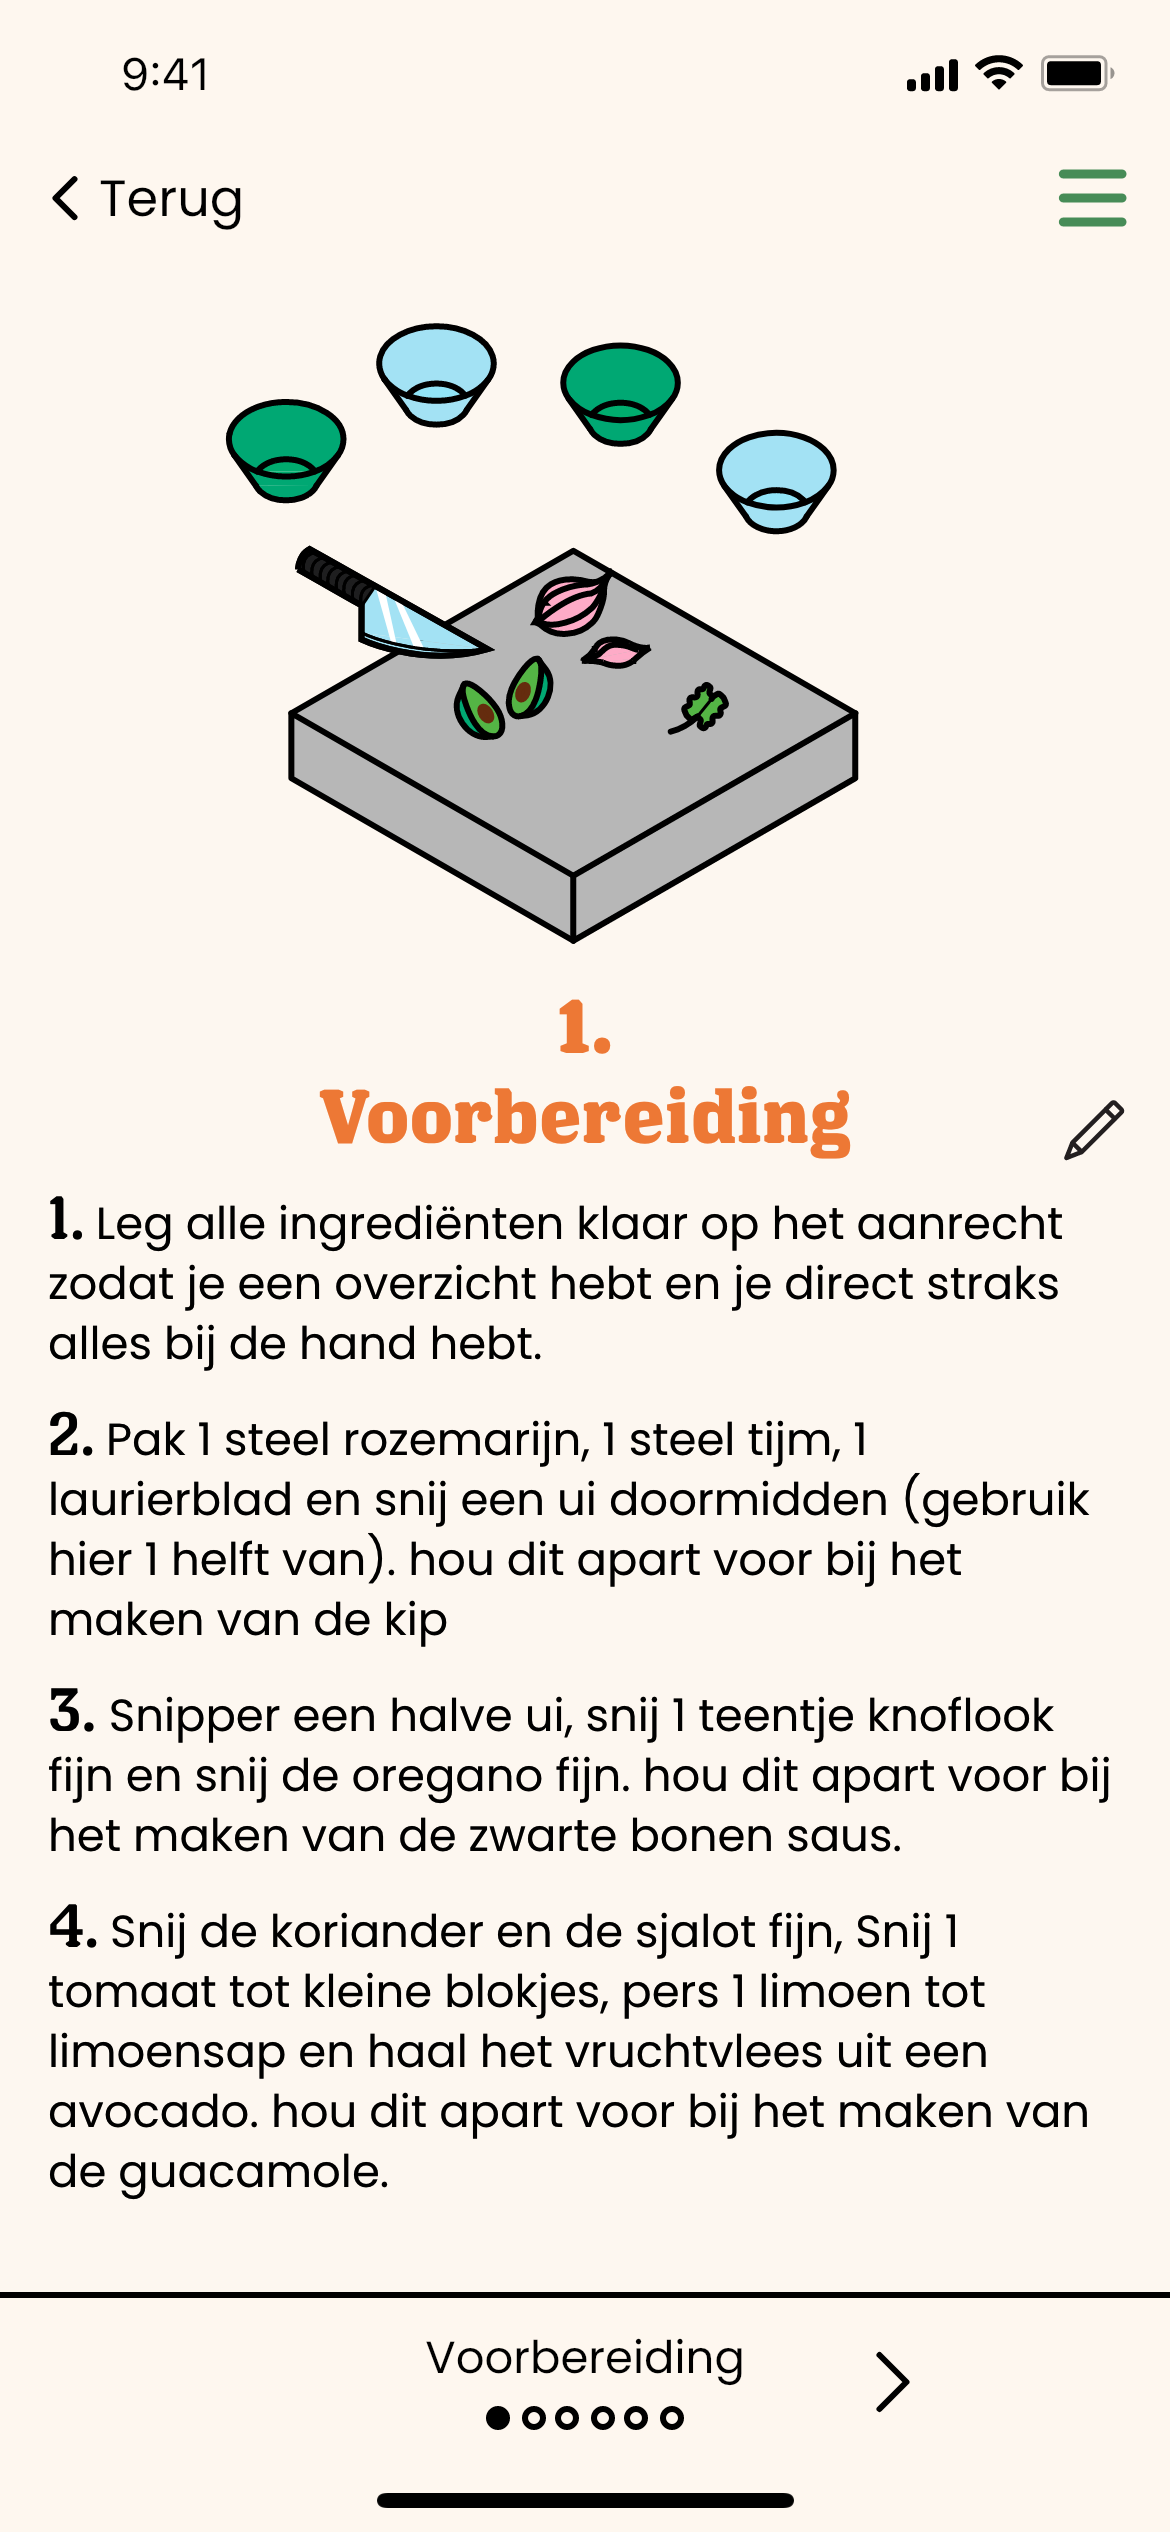 9:41
Terug
1.
Voorbereiding
1. Leg alle ingrediënten klaar op het aanrecht
zodat je een overzicht hebt en je direct straks
alles bij de hand hebt.
2. Pak 1 steel rozemarijn, 1 steel tijm, 1
laurierblad en snij een ui doormidden (gebruik
hier 1 helft van). hou dit apart voor bij het
maken van de kip
3. Snipper een halve ui, snij 1 teentje knoflook
fijn en snij de oregano fijn. hou dit apart voor bij
het maken van de zwarte bonen saus.
4. Snij de koriander en de sjalot fijn, Snij 1
tomaat tot kleine blokjes, pers 1 limoen tot
limoensap en haal het vruchtvlees uit een
avocado. hou dit apart voor bij het maken van
de guacamole.
Voorbereiding